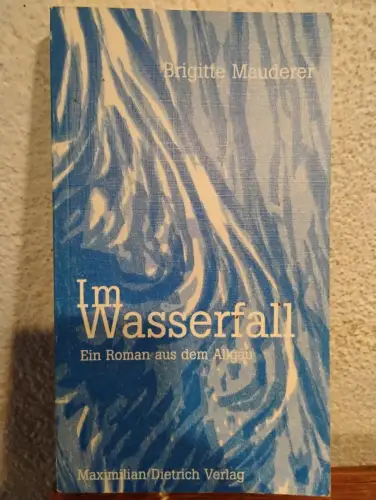 Brigitte Mauderer
Im
Wasserfall
Ein Roman aus dem Allgäu
Maximilian Dietrich Verlag